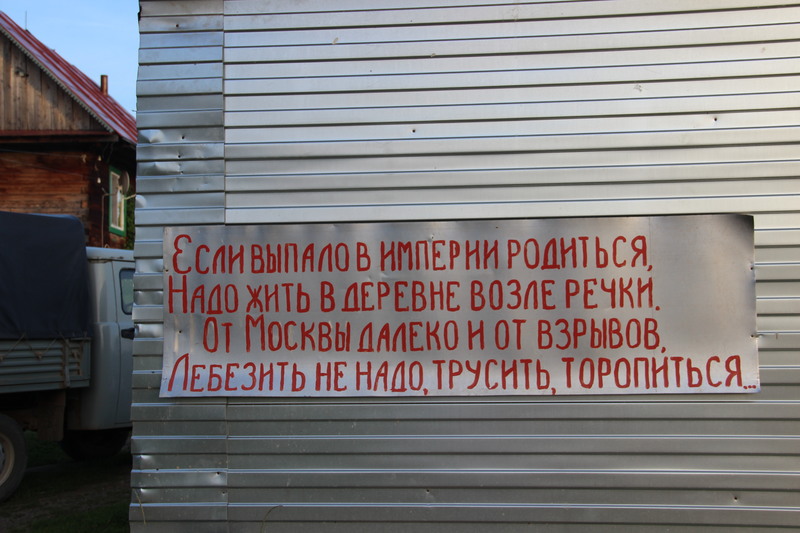 Если выпало в империи родиться,
Надо жить в деревне возле речки.
От Москвы далеко и от взрывов,
Лебезить не надо, трусить, торопиться...